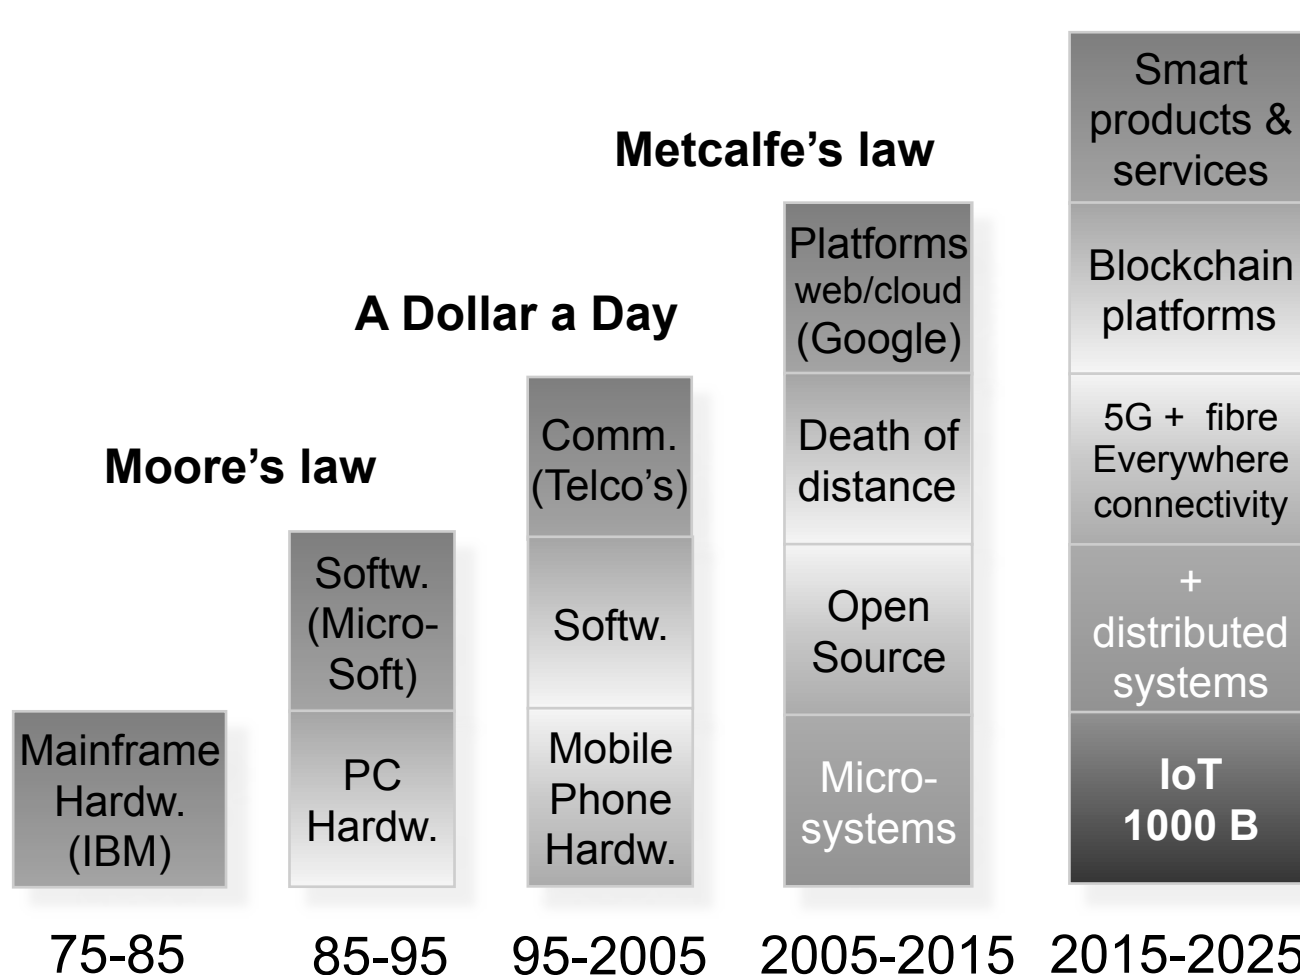 Moore’s law
A Dollar a Day
Metcalfe’s law
Mainframe
Hardw.
(IBM)
75-85
Softw.
(Micro-
Soft)
PC
Hardw.
85-95
Comm.
(Telco’s)
Softw.
Mobile
Phone
Hardw.
95-2005
Platforms
web/cloud
(Google)
Death of
distance
Open
Source
Micro-
systems
2005-2015
Smart
products &
services
Blockchain
platforms
5G + fibre
Everywhere
connectivity
+
distributed
systems
IoT
1000 B
2015-2025